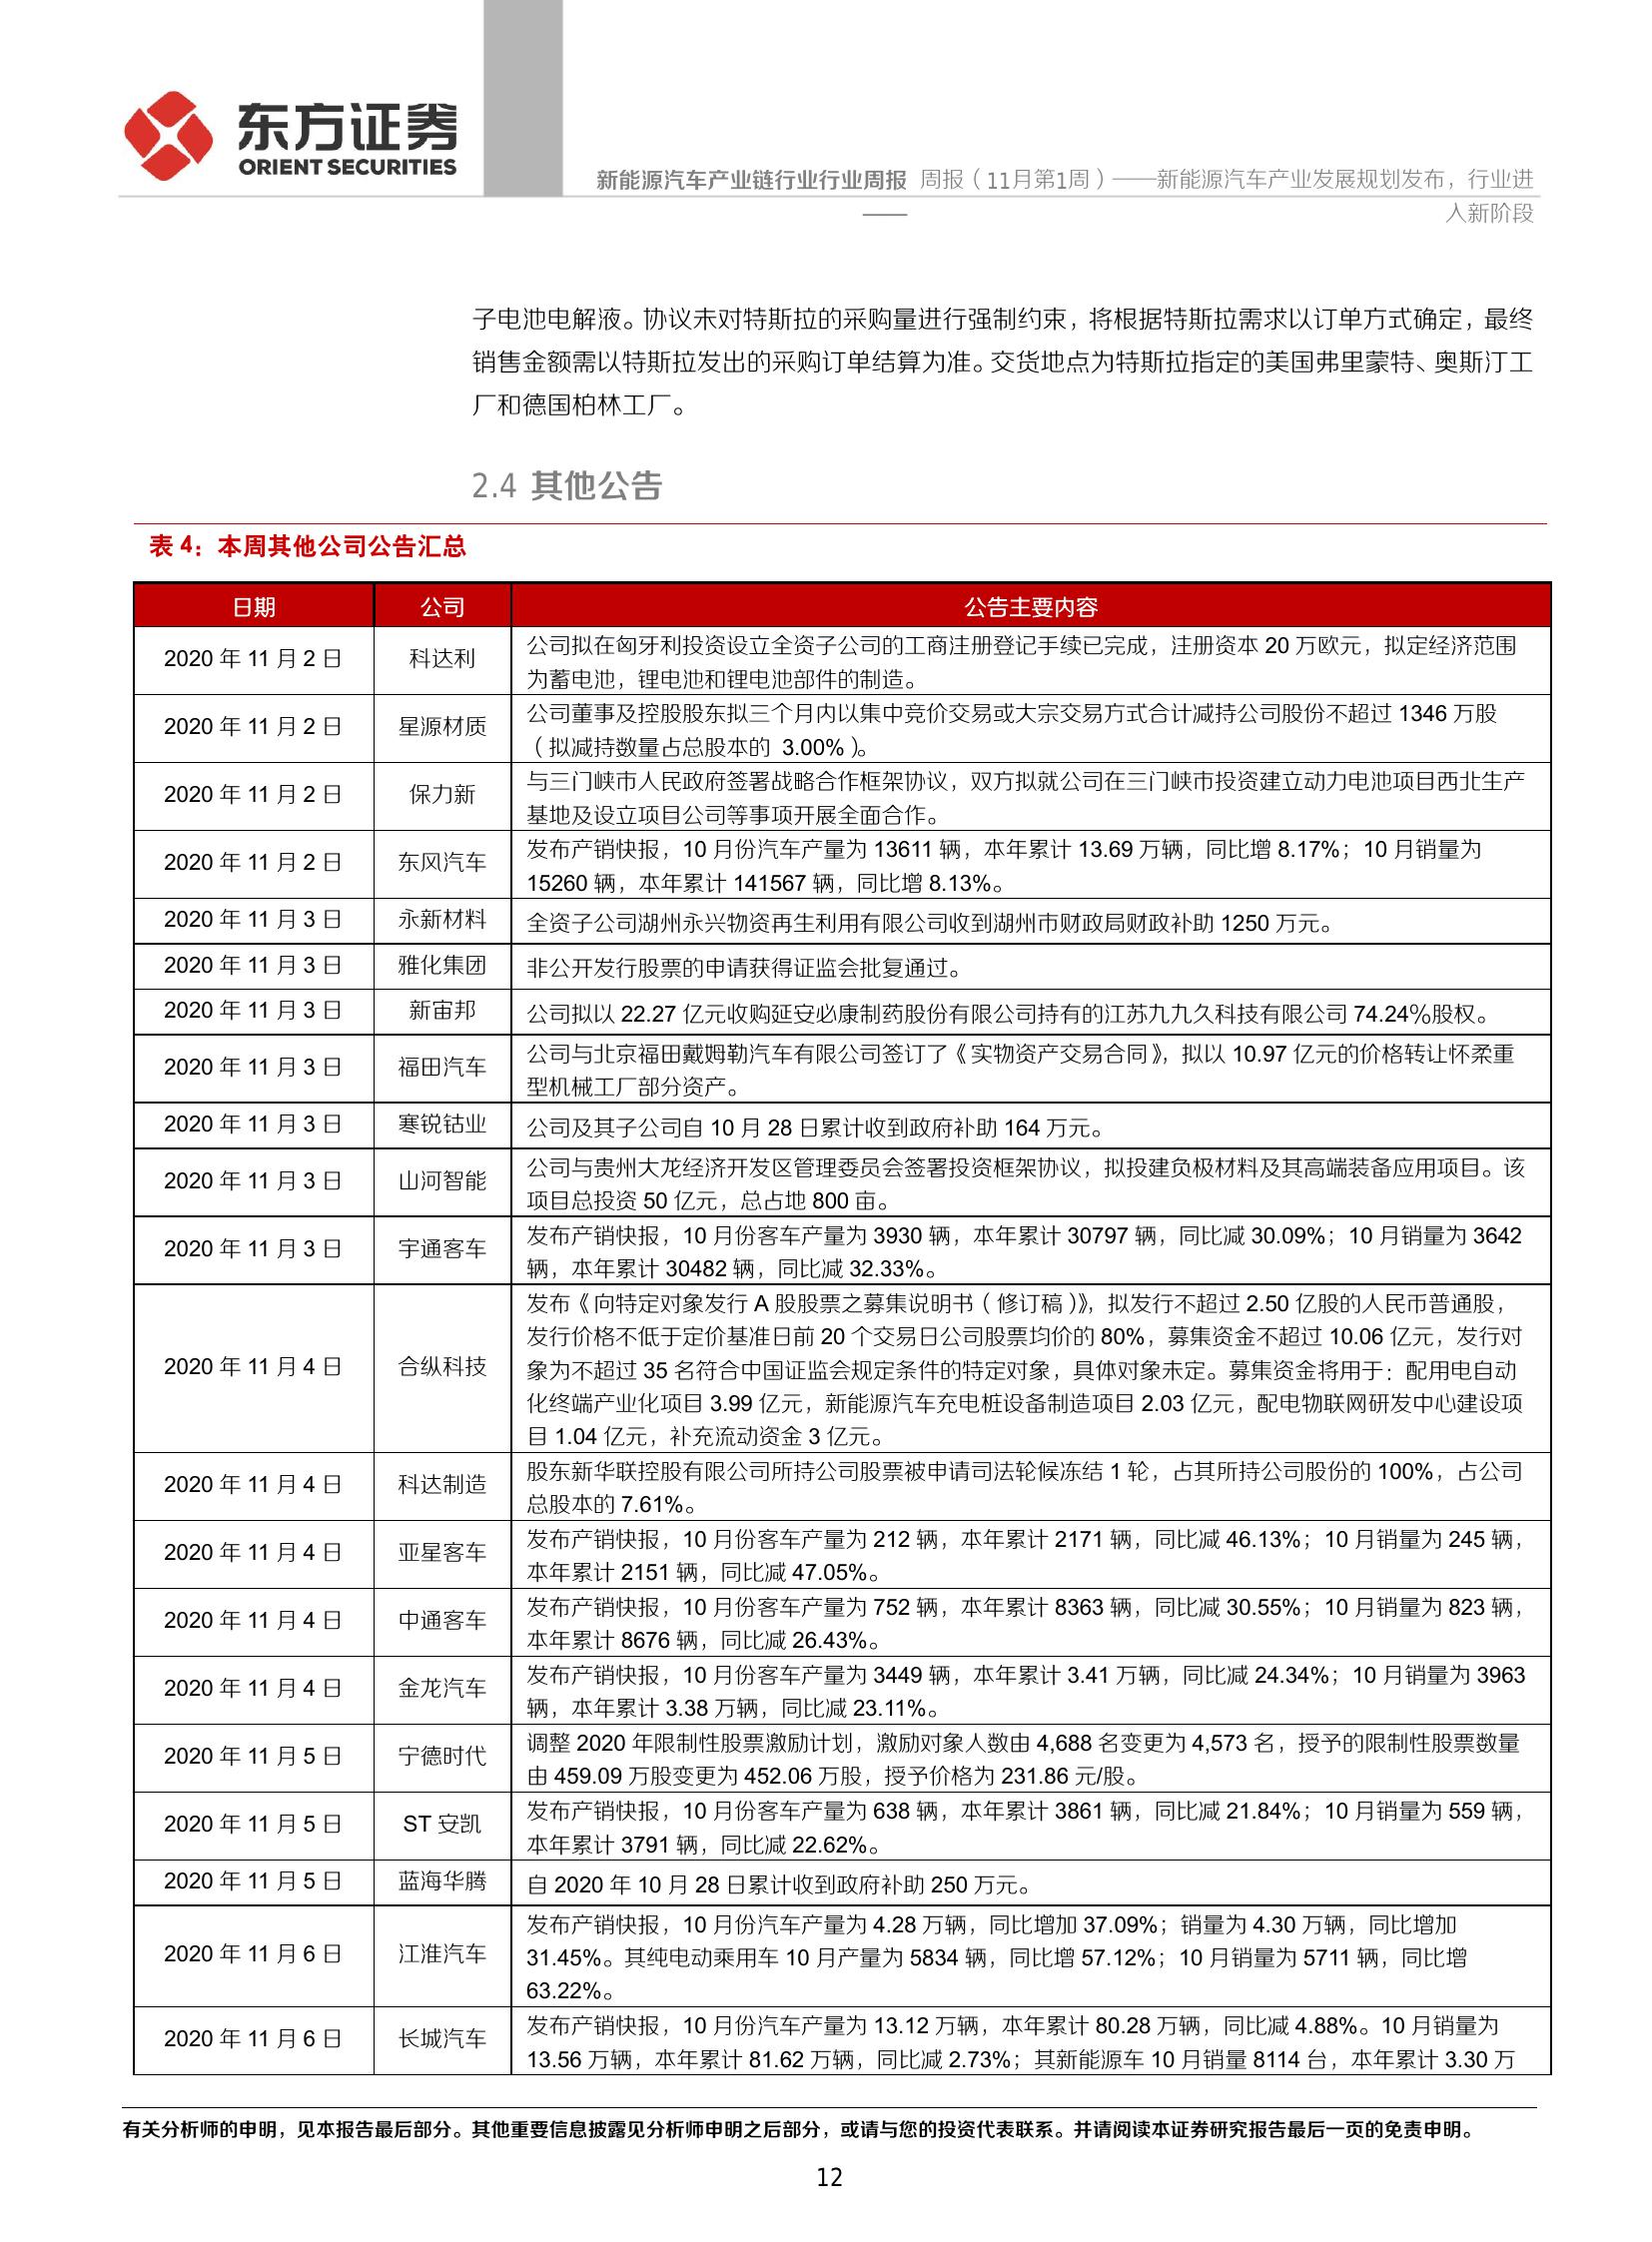 东方证券
ORIENT SECURITIES
新能源汽车产业链行业行业周报 周报（11月第1周）——新能源汽车产业发展规划发布，行业进
——
入新阶段
子电池电解液。协议未对特斯拉的采购量进行强制约束，将根据特斯拉需求以订单方式确定，最终
销售金额需以特斯拉发出的采购订单结算为准。交货地点为特斯拉指定的美国弗里蒙特、奥斯汀工
厂和德国柏林工厂。
2.4 其他公告
表 4：本周其他公司公告汇总
日期 公司 公告主要内容
2020 年 11 月 2 日 科达利 公司拟在匈牙利投资设立全资子公司的工商注册登记手续已完成，注册资本 20 万欧元，拟定经济范围
为蓄电池，锂电池和锂电池部件的制造。
2020 年 11 月 2 日 星源材质 公司董事及控股股东拟三个月内以集中竞价交易或大宗交易方式合计减持公司股份不超过 1346 万股
（拟减持数量占总股本的 3.00%）。
2020 年 11 月 2 日 保力新 与三门峡市人民政府签署战略合作框架协议，双方拟就公司在三门峡市投资建立动力电池项目西北生产
基地及设立项目公司等事项开展全面合作。
2020 年 11 月 2 日 东风汽车 发布产销快报，10 月份汽车产量为 13611 辆，本年累计 13.69 万辆，同比增 8.17%；10 月销量为
15260 辆，本年累计 141567 辆，同比增 8.13%。
2020 年 11 月 3 日 永新材料 全资子公司湖州永兴物资再生利用有限公司收到湖州市财政局财政补助 1250 万元。
2020 年 11 月 3 日 雅化集团 非公开发行股票的申请获得证监会批复通过。
2020 年 11 月 3 日 新宙邦 公司拟以 22.27 亿元收购延安必康制药股份有限公司持有的江苏九九久科技有限公司 74.24%股权。
2020 年 11 月 3 日 福田汽车 公司与北京福田戴姆勒汽车有限公司签订了《实物资产交易合同》，拟以 10.97 亿元的价格转让怀柔重
型机械工厂部分资产。
2020 年 11 月 3 日 寒锐钴业 公司及其子公司自 10 月 28 日累计收到政府补助 164 万元。
2020 年 11 月 3 日 山河智能 公司与贵州大龙经济开发区管理委员会签署投资框架协议，拟投建负极材料及其高端装备应用项目。该
项目总投资 50 亿元，总占地 800 亩。
2020 年 11 月 3 日 宇通客车 发布产销快报，10 月份客车产量为 3930 辆，本年累计 30797 辆，同比减 30.09%；10 月销量为 3642
辆，本年累计 30482 辆，同比减 32.33%。
2020 年 11 月 4 日 合纵科技 发布《向特定对象发行 A 股股票之募集说明书（修订稿）》，拟发行不超过 2.50 亿股的人民币普通股，
发行价格不低于定价基准日前 20 个交易日公司股票均价的 80%，募集资金不超过 10.06 亿元，发行对
象为不超过 35 名符合中国证监会规定条件的特定对象，具体对象未定。募集资金将用于：配用电自动
化终端产业化项目 3.99 亿元，新能源汽车充电桩设备制造项目 2.03 亿元，配电物联网研发中心建设项
目 1.04 亿元，补充流动资金 3 亿元。
2020 年 11 月 4 日 科达制造 股东新华联控股有限公司所持公司股票被申请司法轮候冻结 1 轮，占其所持公司股份的 100%，占公司
总股本的 7.61%。
2020 年 11 月 4 日 亚星客车 发布产销快报，10 月份客车产量为 212 辆，本年累计 2171 辆，同比减 46.13%；10 月销量为 245 辆，
本年累计 2151 辆，同比减 47.05%。
2020 年 11 月 4 日 中通客车 发布产销快报，10 月份客车产量为 752 辆，本年累计 8363 辆，同比减 30.55%；10 月销量为 823 辆，
本年累计 8676 辆，同比减 26.43%。
2020 年 11 月 4 日 金龙汽车 发布产销快报，10 月份客车产量为 3449 辆，本年累计 3.41 万辆，同比减 24.34%；10 月销量为 3963
辆，本年累计 3.38 万辆，同比减 23.11%。
2020 年 11 月 5 日 宁德时代 调整 2020 年限制性股票激励计划，激励对象人数由 4,688 名变更为 4,573 名，授予的限制性股票数量
由 459.09 万股变更为 452.06 万股，授予价格为 231.86 元/股。
2020 年 11 月 5 日 ST 安凯 发布产销快报，10 月份客车产量为 638 辆，本年累计 3861 辆，同比减 21.84%；10 月销量为 559 辆，
本年累计 3791 辆，同比减 22.62%。
2020 年 11 月 5 日 蓝海华腾 自 2020 年 10 月 28 日累计收到政府补助 250 万元。
2020 年 11 月 6 日 江淮汽车 发布产销快报，10 月份汽车产量为 4.28 万辆，同比增加 37.09%；销量为 4.30 万辆，同比增加
31.45%。其纯电动乘用车 10 月产量为 5834 辆，同比增 57.12%；10 月销量为 5711 辆，同比增
63.22%。
2020 年 11 月 6 日 长城汽车 发布产销快报，10 月份汽车产量为 13.12 万辆，本年累计 80.28 万辆，同比减 4.88%。10 月销量为
13.56 万辆，本年累计 81.62 万辆，同比减 2.73%；其新能源车 10 月销量 8114 台，本年累计 3.30 万
有关分析师的申明，见本报告最后部分。其他重要信息披露见分析师申明之后部分，或请与您的投资代表联系。并请阅读本证券研究报告最后一页的免责申明。
12